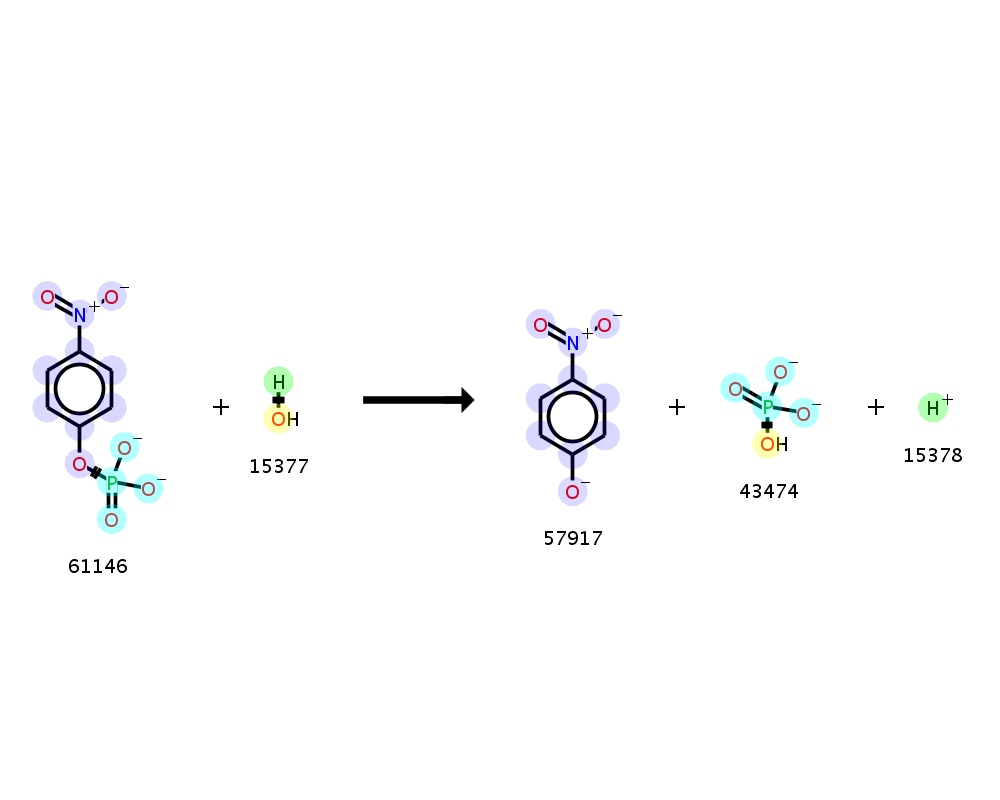 O O−
N+
O
O−
P O−
O
61146
+
H
OH
15377
O O−
N+
O−
57917
+
O−
O P O−
OH
43474
+
H+
15378